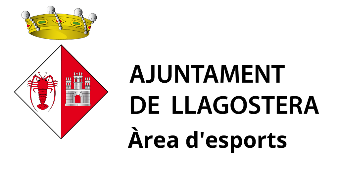 AJUNTAMENT
DE LLAGOSTERA
Àrea d'esports